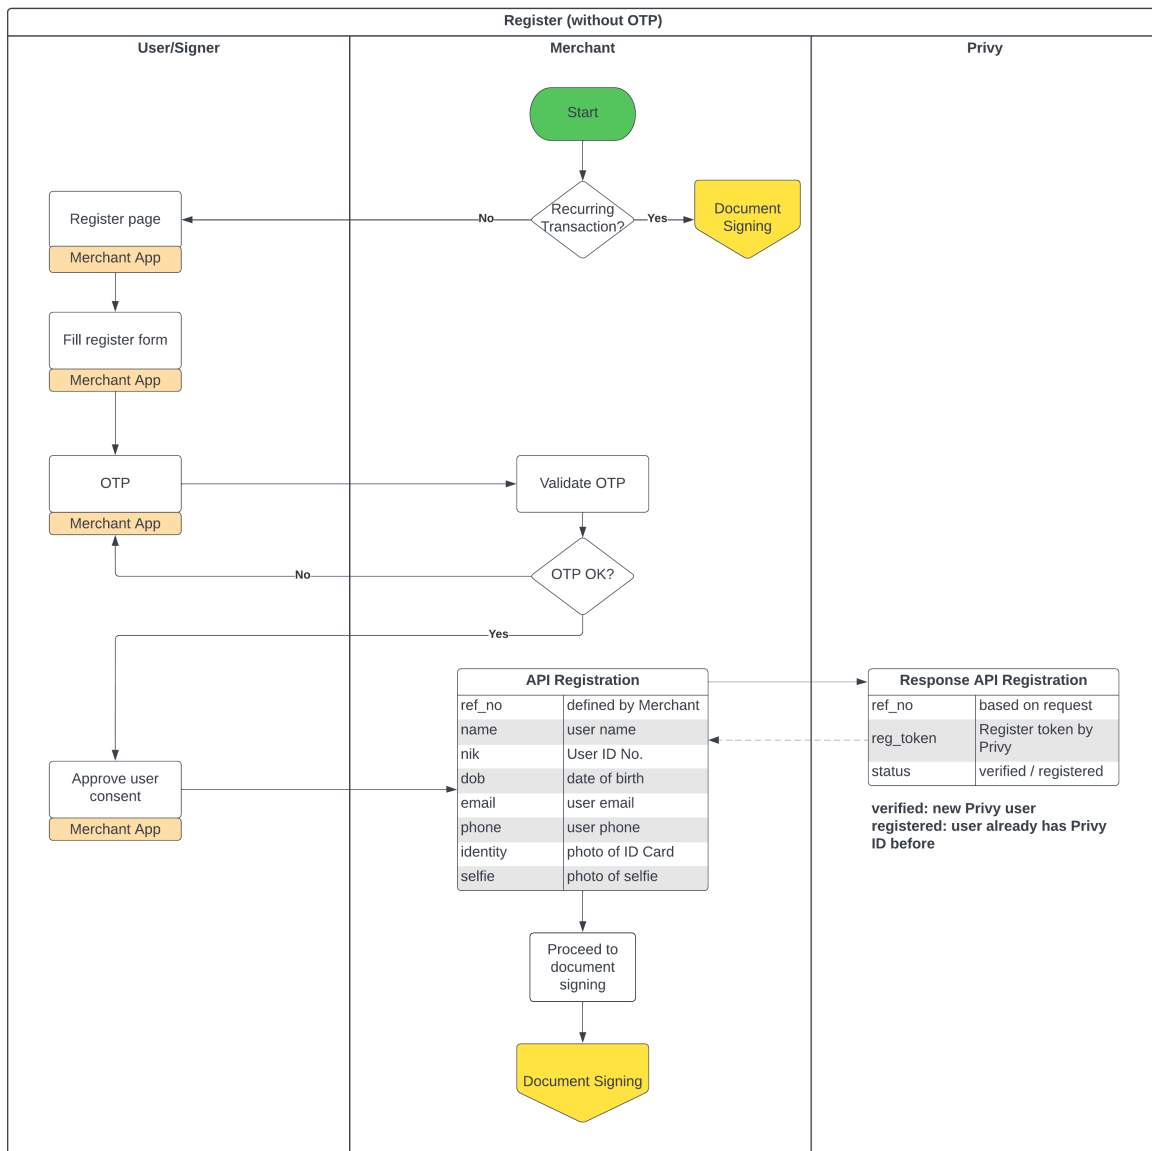 Register (without OTP)
User/Signer
Merchant
Privy
Start
Recurring
Transaction?
No
Yes
Document
Signing
Register page
Merchant App
Fill register form
Merchant App
OTP
Merchant App
Validate OTP
OTP OK?
No
Yes
Approve user
consent
Merchant App
API Registration
ref_no defined by Merchant
name user name
nik User ID No.
dob date of birth
email user email
phone user phone
identity photo of ID Card
selfie photo of selfie
Response API Registration
ref_no based on request
reg_token Register token by
Privy
status verified / registered
verified: new Privy user
registered: user already has Privy
ID before
Proceed to
document
signing
Document Signing